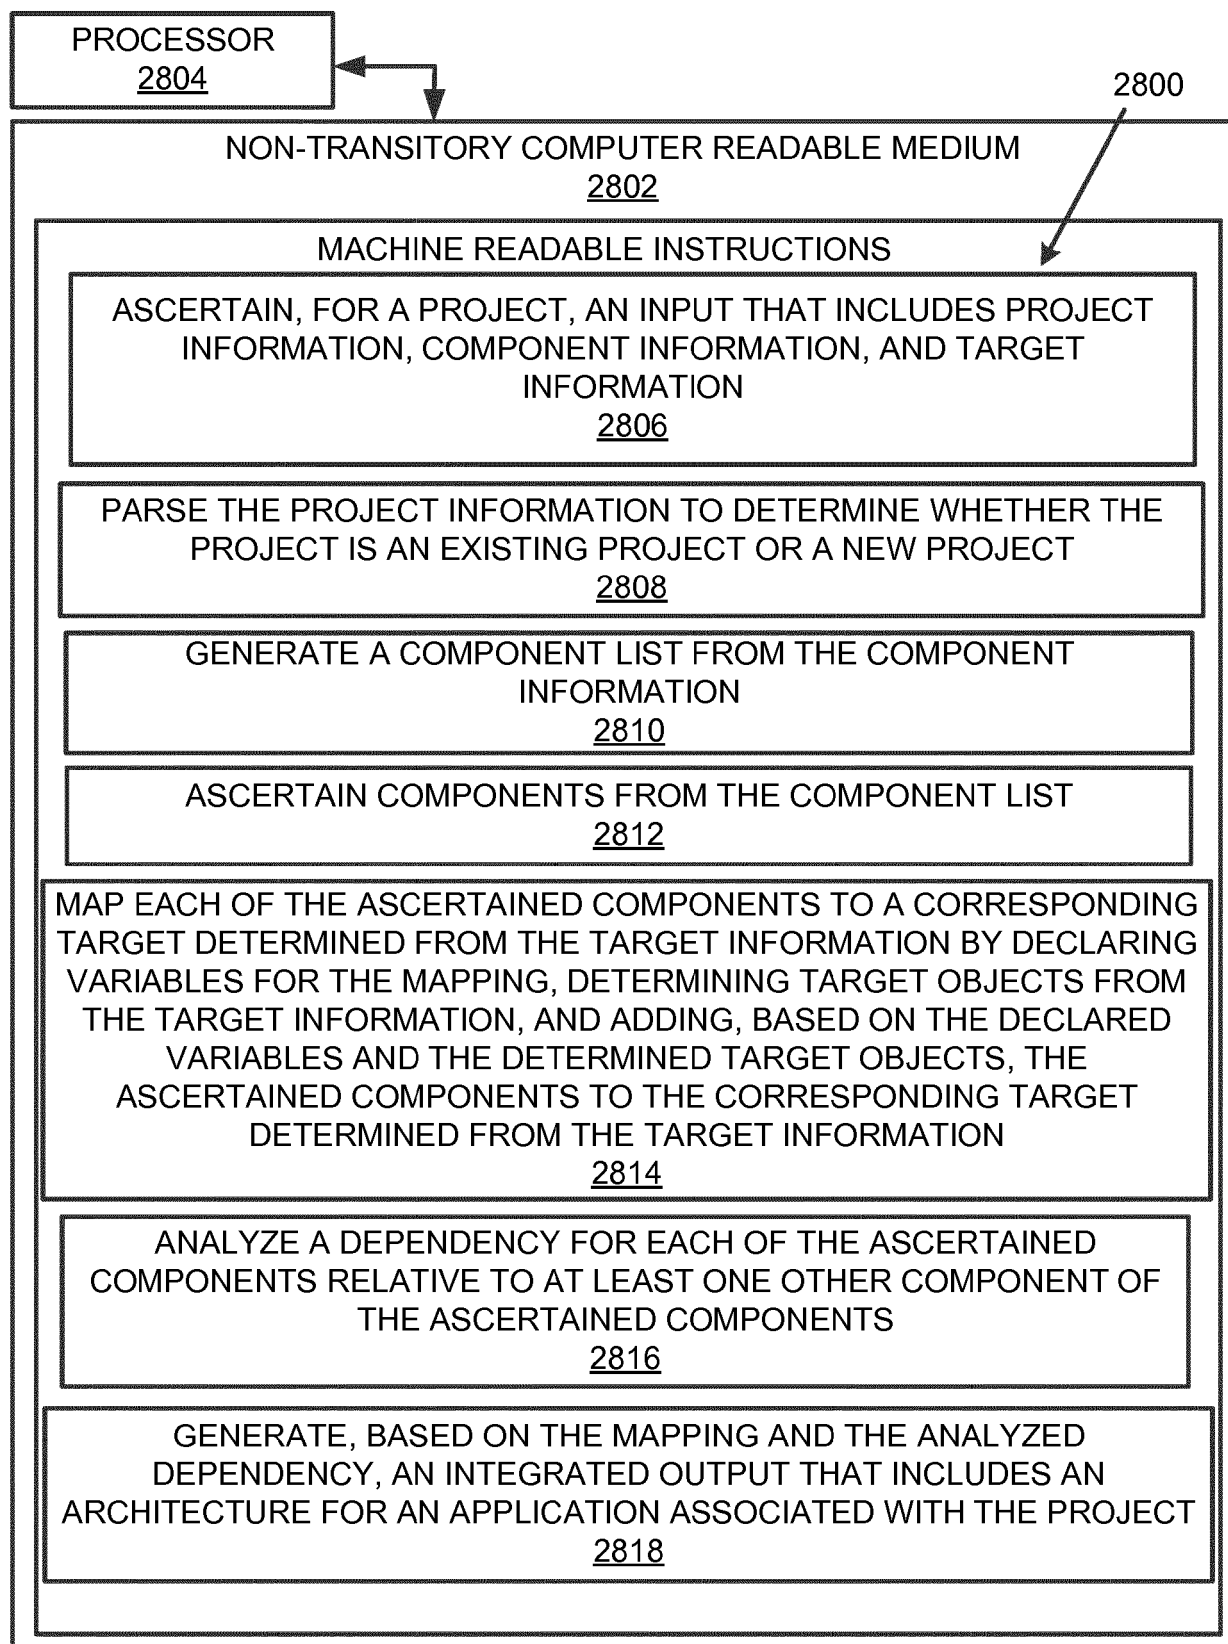 PROCESSOR
2804
2800
NON-TRANSITORY COMPUTER READABLE MEDIUM
2802
MACHINE READABLE INSTRUCTIONS
ASCERTAIN, FOR A PROJECT, AN INPUT THAT INCLUDES PROJECT
INFORMATION, COMPONENT INFORMATION, AND TARGET
INFORMATION
2806
PARSE THE PROJECT INFORMATION TO DETERMINE WHETHER THE
PROJECT IS AN EXISTING PROJECT OR A NEW PROJECT
2808
GENERATE A COMPONENT LIST FROM THE COMPONENT
INFORMATION
2810
ASCERTAIN COMPONENTS FROM THE COMPONENT LIST
2812
MAP EACH OF THE ASCERTAINED COMPONENTS TO A CORRESPONDING
TARGET DETERMINED FROM THE TARGET INFORMATION BY DECLARING
VARIABLES FOR THE MAPPING, DETERMINING TARGET OBJECTS FROM
THE TARGET INFORMATION, AND ADDING, BASED ON THE DECLARED
VARIABLES AND THE DETERMINED TARGET OBJECTS, THE
ASCERTAINED COMPONENTS TO THE CORRESPONDING TARGET
DETERMINED FROM THE TARGET INFORMATION
2814
ANALYZE A DEPENDENCY FOR EACH OF THE ASCERTAINED
COMPONENTS RELATIVE TO AT LEAST ONE OTHER COMPONENT OF
THE ASCERTAINED COMPONENTS
2816
GENERATE, BASED ON THE MAPPING AND THE ANALYZED
DEPENDENCY, AN INTEGRATED OUTPUT THAT INCLUDES AN
ARCHITECTURE FOR AN APPLICATION ASSOCIATED WITH THE PROJECT
2818